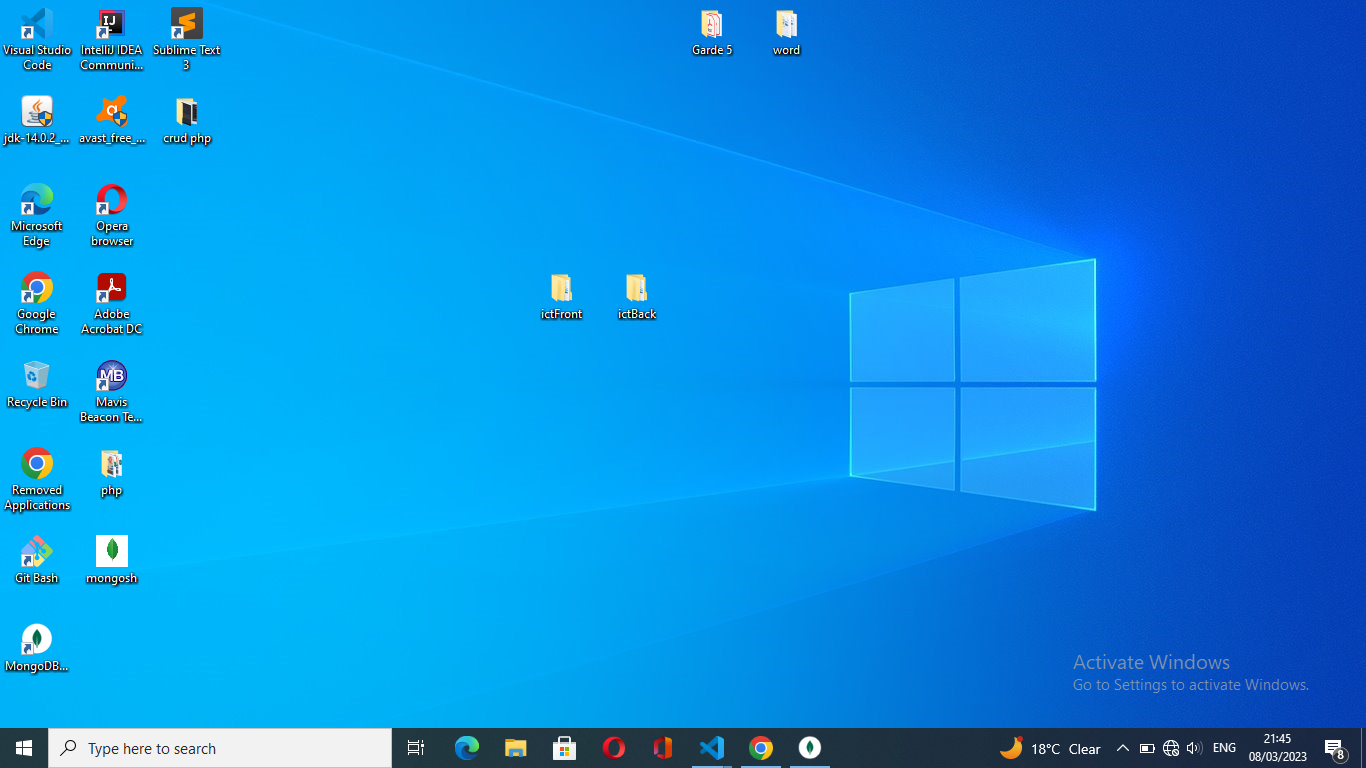 Visual Studio
Code
IntelliJ IDEA
Communi...
Sublime Text
3
Garde 5
word
jdk-14.0.2_...
avast_free_...
crud php
Microsoft
Edge
Opera
browser
Google
Chrome
Adobe
Acrobat DC
ictFront
ictBack
Recycle Bin
MB
Mavis
Beacon Te...
Removed
Applications
php
Git Bash
mongosh
MongoDB...
Activate Windows
Go to Settings to activate Windows.
Type here to search
18°C Clear
ENG
21:45
08/03/2023
8